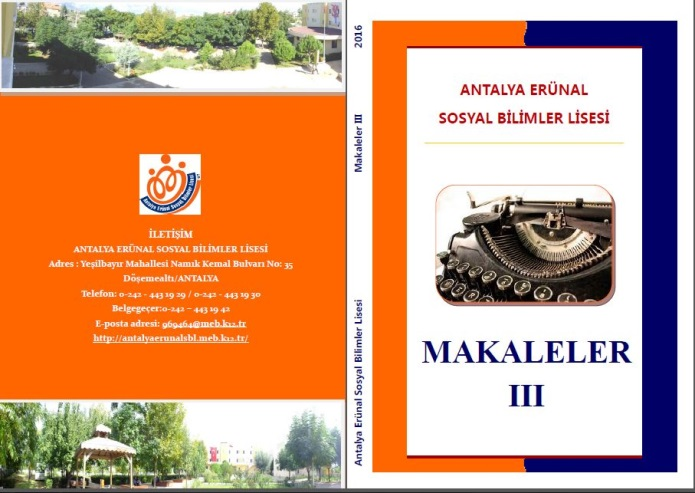 İLETİŞİM
ANTALYA ERÜNAL SOSYAL BİLİMLER LİSESİ
Adres : Yeşilbayır Mahallesi Namık Kemal Bulvarı No: 35
Döşemealtı/ANTALYA
Telefon: 0-242 - 443 19 29 / 0-242 - 443 19 30
Belgegeçer:0-242 – 443 19 42
E-posta adresi: 969464@meb.k12.tr
http://antalyaerunalsbl.meb.k12.tr/
Antalya Erünal Sosyal Bilimler Lisesi
Makaleler III
2016
ANTALYA ERÜNAL
SOSYAL BİLİMLER LİSESİ
MAKALELER
III